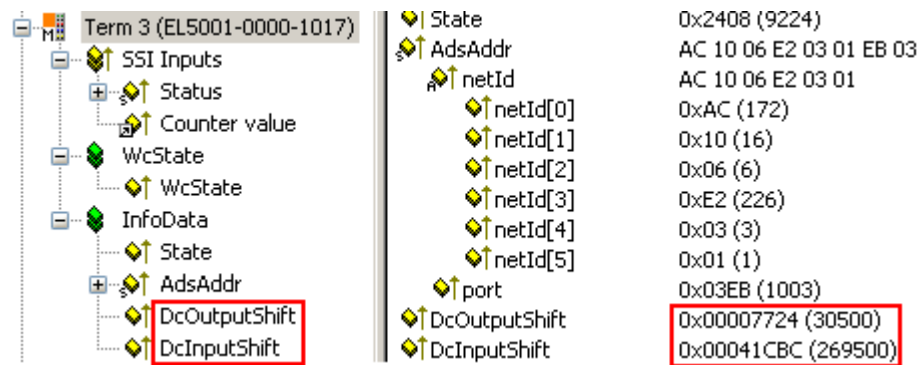 Term 3 (EL5001-0000-1017)
SSI Inputs
Status
Counter value
WcState
WcState
InfoData
State
AdsAddr
DcOutputShift
DcInputShift
State 0x2408 (9224)
AdsAddr AC 10 06 E2 03 01 EB 03
netId AC 10 06 E2 03 01
netId[0] 0xAC (172)
netId[1] 0x10 (16)
netId[2] 0x06 (6)
netId[3] 0xE2 (226)
netId[4] 0x03 (3)
netId[5] 0x01 (1)
port 0x03EB (1003)
DcOutputShift 0x00007724 (30500)
DcInputShift 0x00041CBC (269500)